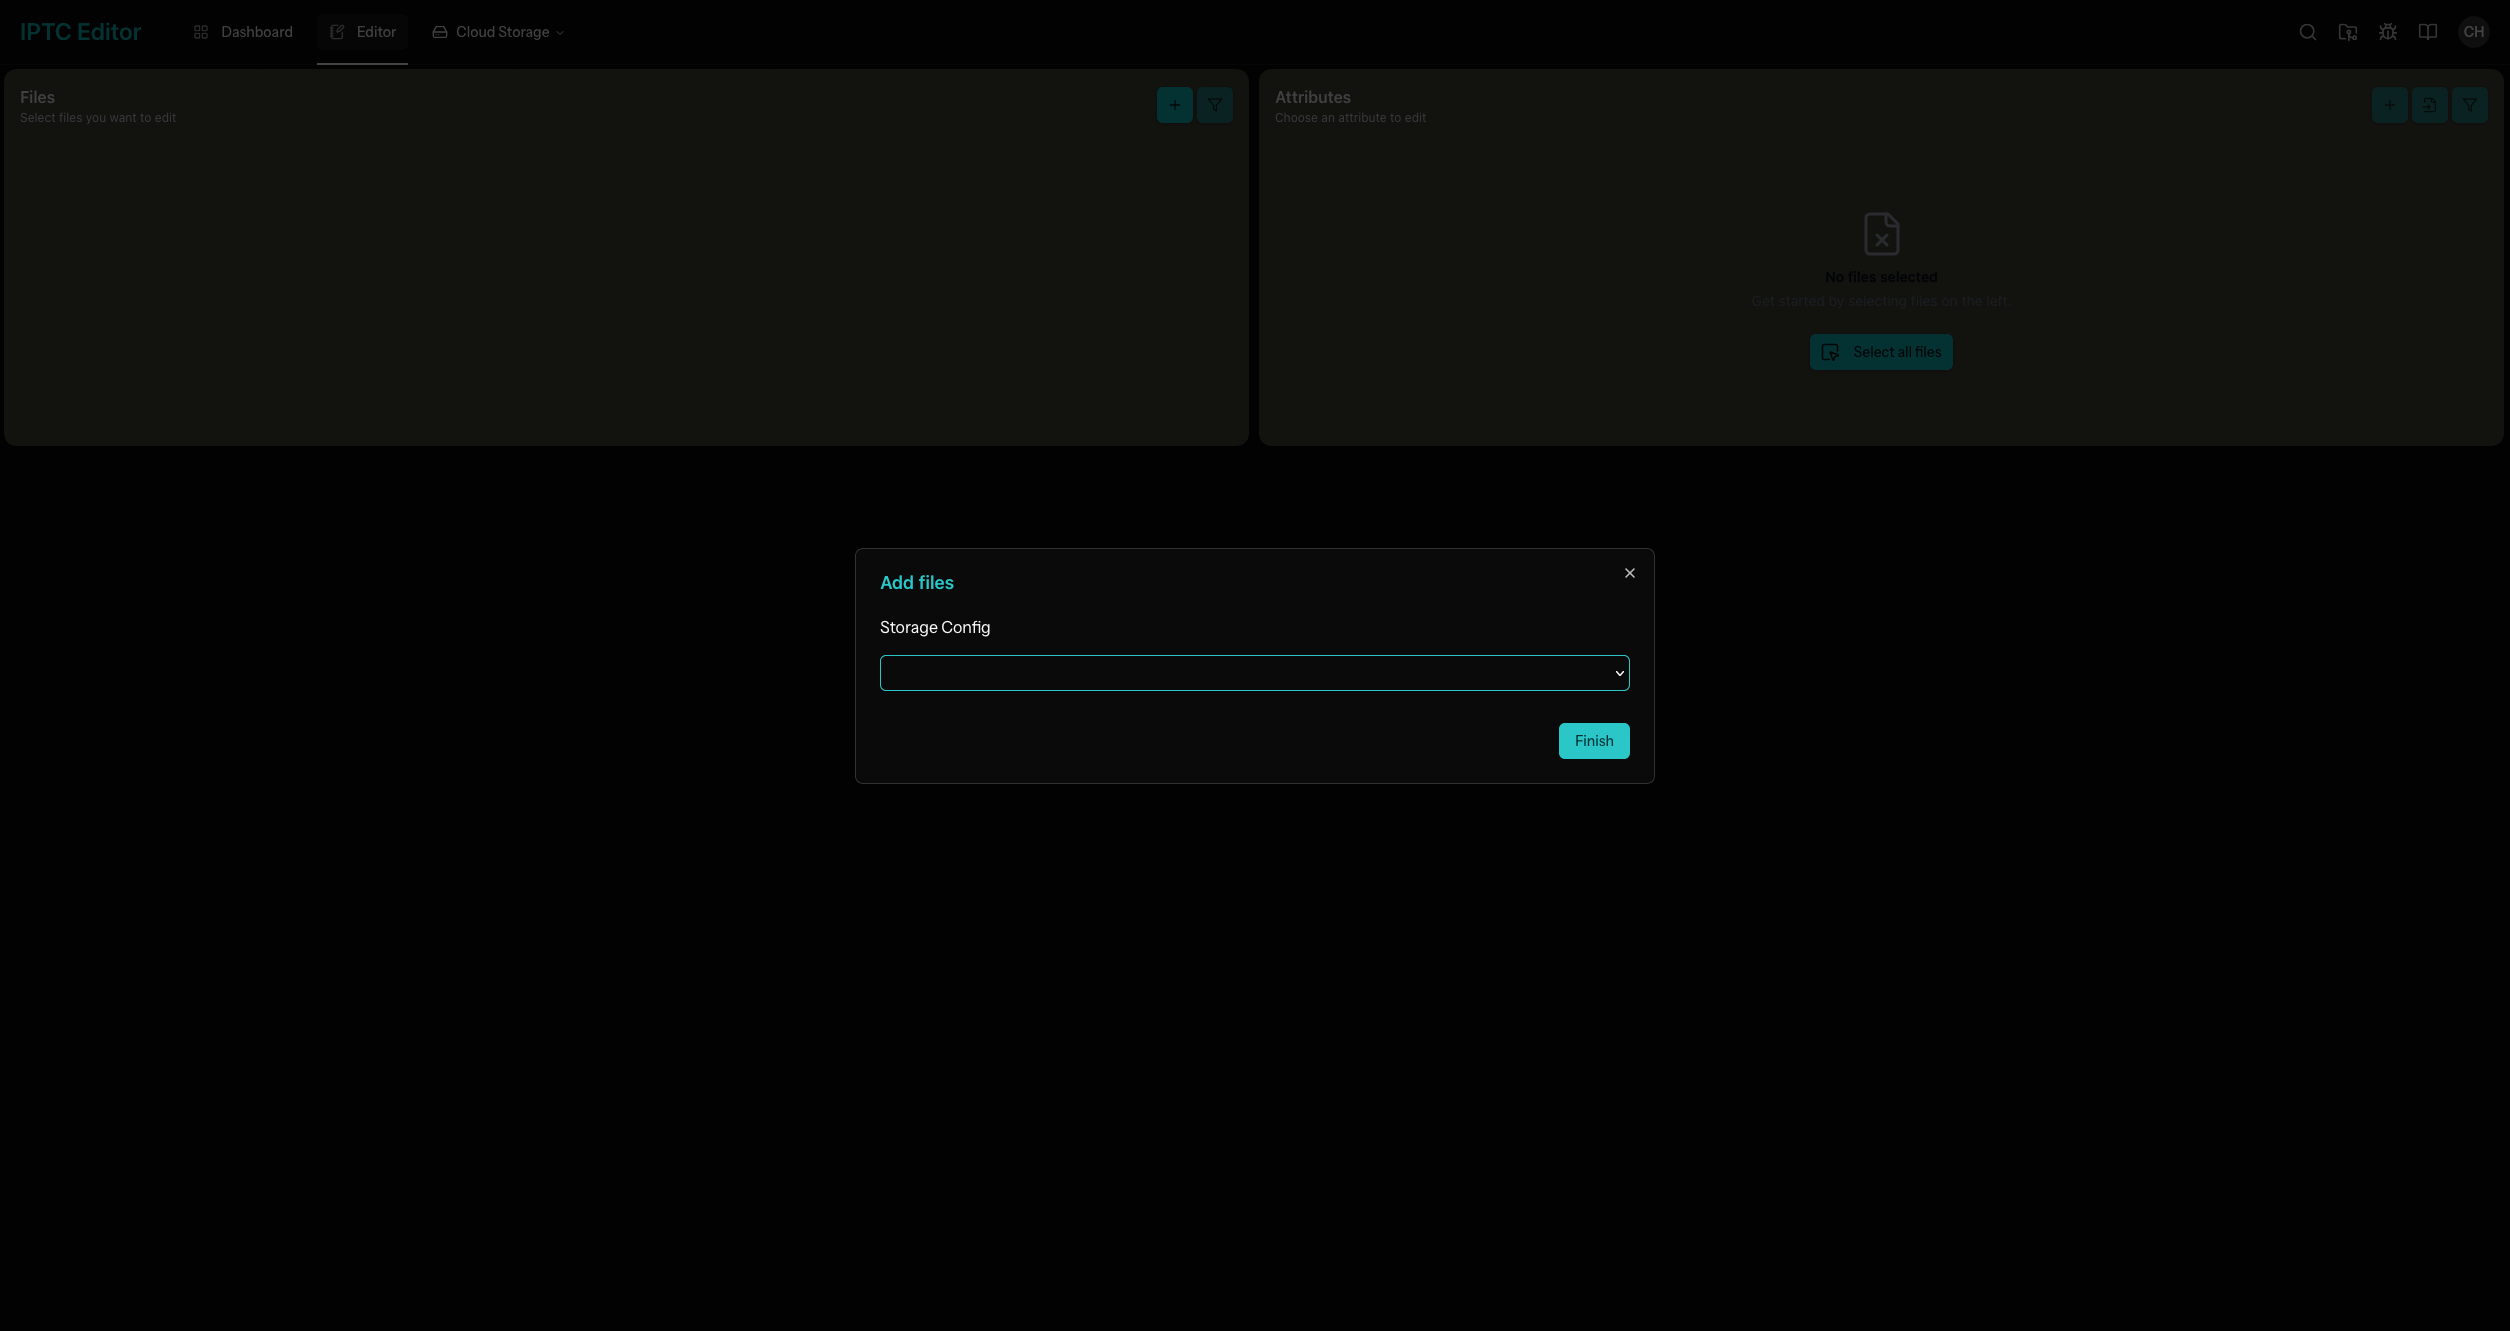 IPTC Editor
Dashboard
Editor
Cloud Storage
CH
Files
Select files you want to edit
Attributes
Choose an attribute to edit
No files selected
Get started by selecting files on the left.
Select all files
Add files
Storage Config
Finish